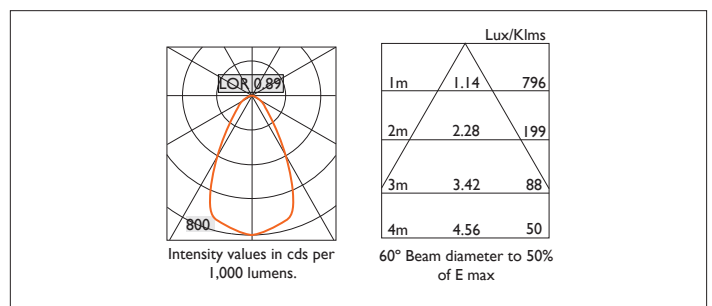 Lux/Klms
LOR 0.89
1m 1.14 796
2m 2.28 199
3m 3.42 88
800
4m 4.56 50
Intensity values in cds per
1,000 lumens.
60º Beam diameter to 50%
of E max